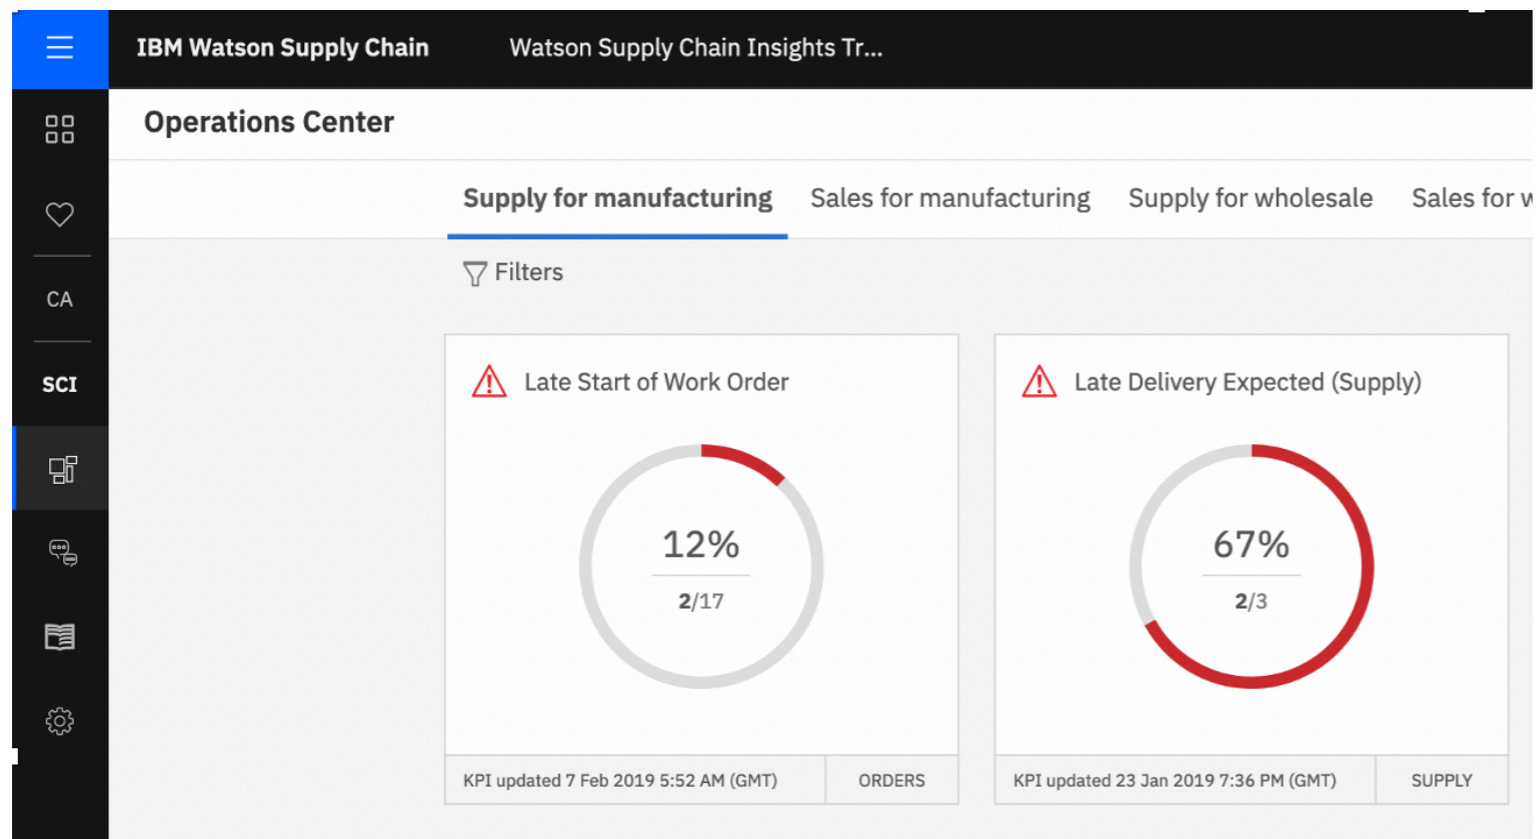 IBM Watson Supply Chain
Watson Supply Chain Insights Tr...
Operations Center
CA
SCI
Supply for manufacturing
Sales for manufacturing
Supply for wholesale
Sales for
Filters
Late Start of Work Order
12%
2/17
KPI updated 7 Feb 2019 5:52 AM (GMT)
ORDERS
Late Delivery Expected (Supply)
67%
2/3
KPI updated 23 Jan 2019 7:36 PM (GMT)
SUPPLY